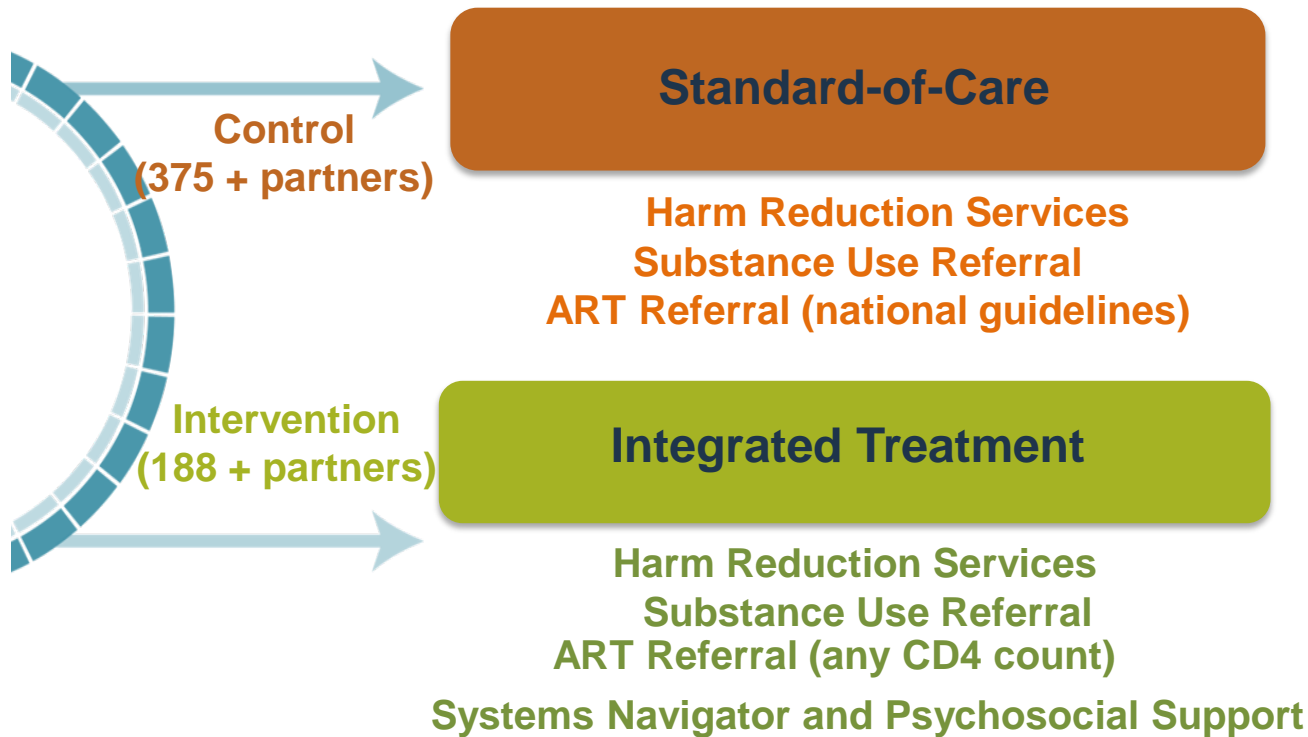 Standard-of-Care
Control
(375 + partners)
Harm Reduction Services
Substance Use Referral
ART Referral (national guidelines)
Intervention
(188 + partners)
Integrated Treatment
Harm Reduction Services
Substance Use Referral
ART Referral (any CD4 count)
Systems Navigator and Psychosocial Support